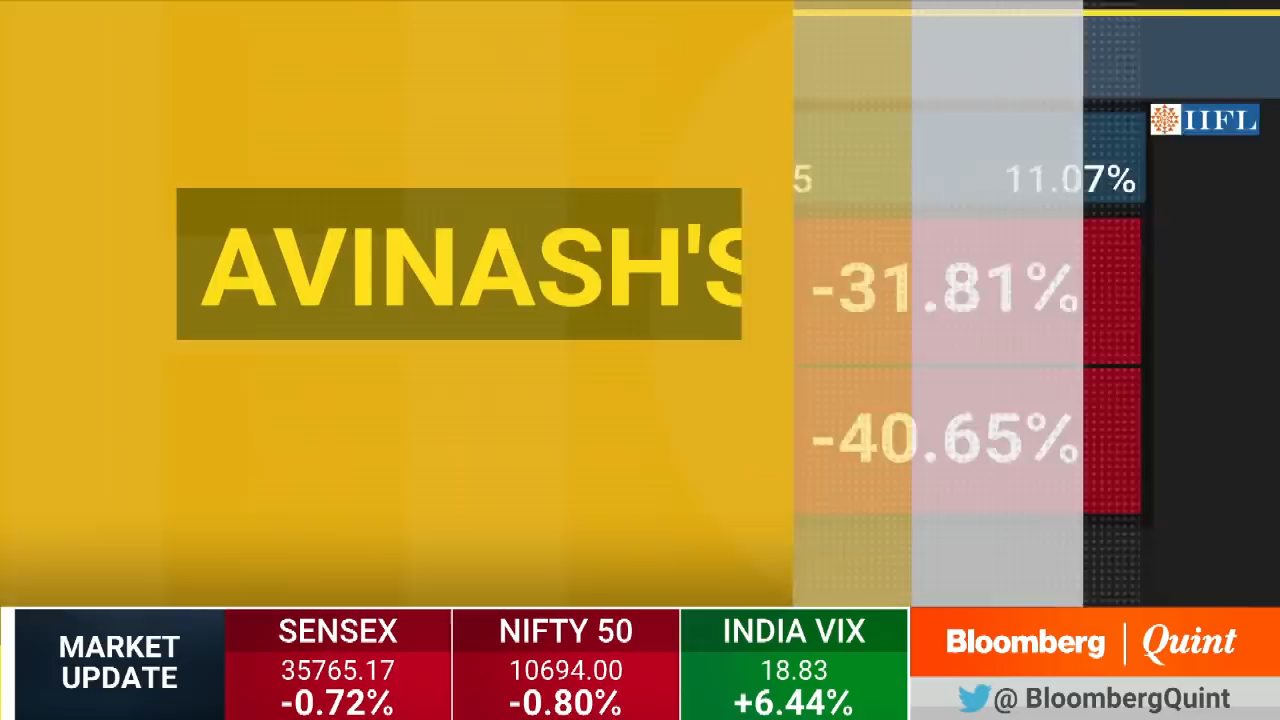 IIFL
5 11.07%
AVINASH'S
-31.81%
-40.65%
MARKET
UPDATE
SENSEX
35765.17
-0.72%
NIFTY 50
10694.00
-0.80%
INDIA VIX
18.83
+6.44%
Bloomberg | Quint
@ BloombergQuint